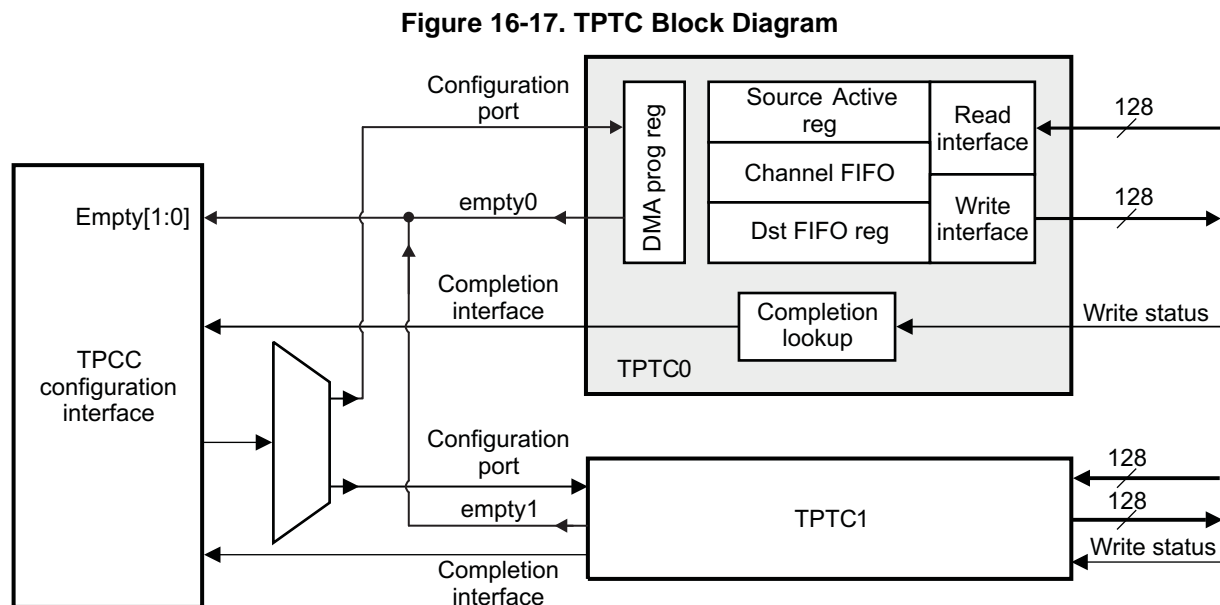 Figure 16-17. TPTC Block Diagram
Configuration
port
DMA prog reg
Source Active
reg
Channel FIFO
Dst FIFO reg
Read
interface
Write
interface
128
128
Empty[1:0]
empty0
Completion
interface
Completion
lookup
Write status
TPTC0
TPCC
configuration
interface
Configuration
port
empty1
Completion
interface
TPTC1
128
128
Write status